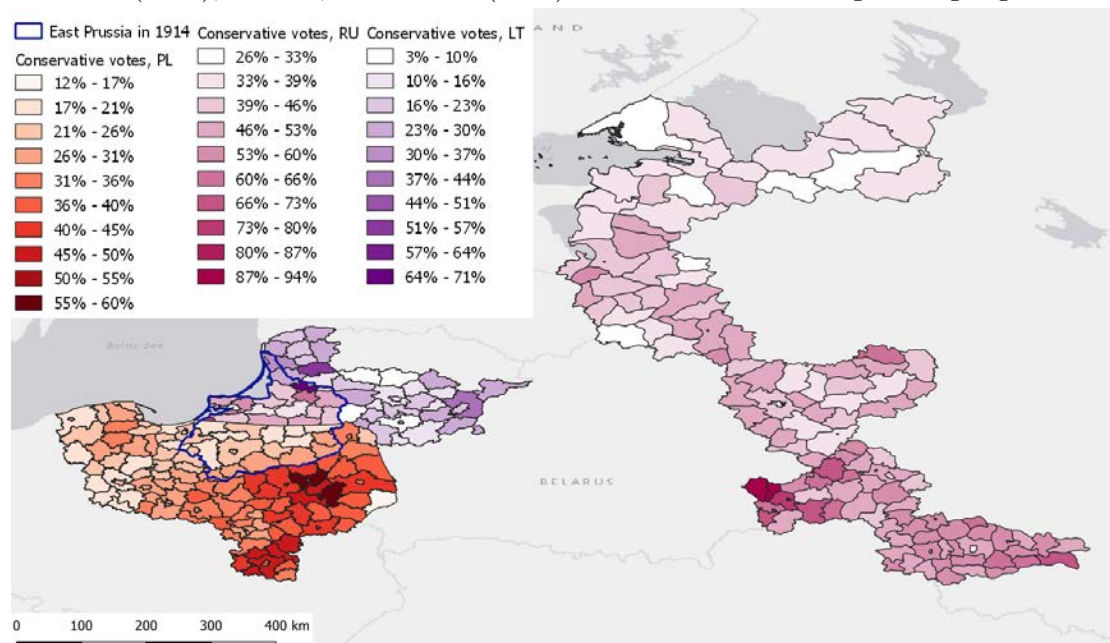 East Prussia in 1914
Conservative votes, PL
12% - 17%
17% - 21%
21% - 26%
26% - 31%
31% - 36%
36% - 40%
40% - 45%
45% - 50%
50% - 55%
55% - 60%
Conservative votes, RU
26% - 33%
33% - 39%
39% - 46%
46% - 53%
53% - 60%
60% - 66%
66% - 73%
73% - 80%
80% - 87%
87% - 94%
Conservative votes, LT
3% - 10%
10% - 16%
16% - 23%
23% - 30%
30% - 37%
37% - 44%
44% - 51%
51% - 57%
57% - 64%
64% - 71%
Baltic Sea
BELARUS
0 100 200 300 400 km